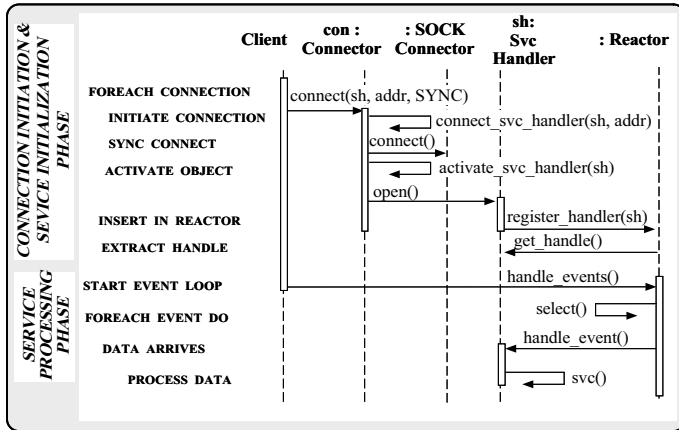 CONNECTION INITIATION &
SEVICE INITIALIZATION
PHASE
SERVICE
PROCESSING
PHASE
Client
con :
Connector
: SOCK
Connector
sh:
Svc
Handler
: Reactor
FOREACH CONNECTION
connect(sh, addr, SYNC)
INITIATE CONNECTION
connect_svc_handler(sh, addr)
SYNC CONNECT
connect()
ACTIVATE OBJECT
activate_svc_handler(sh)
open()
INSERT IN REACTOR
register_handler(sh)
EXTRACT HANDLE
get_handle()
START EVENT LOOP
handle_events()
FOREACH EVENT DO
select()
DATA ARRIVES
handle_event()
PROCESS DATA
svc()